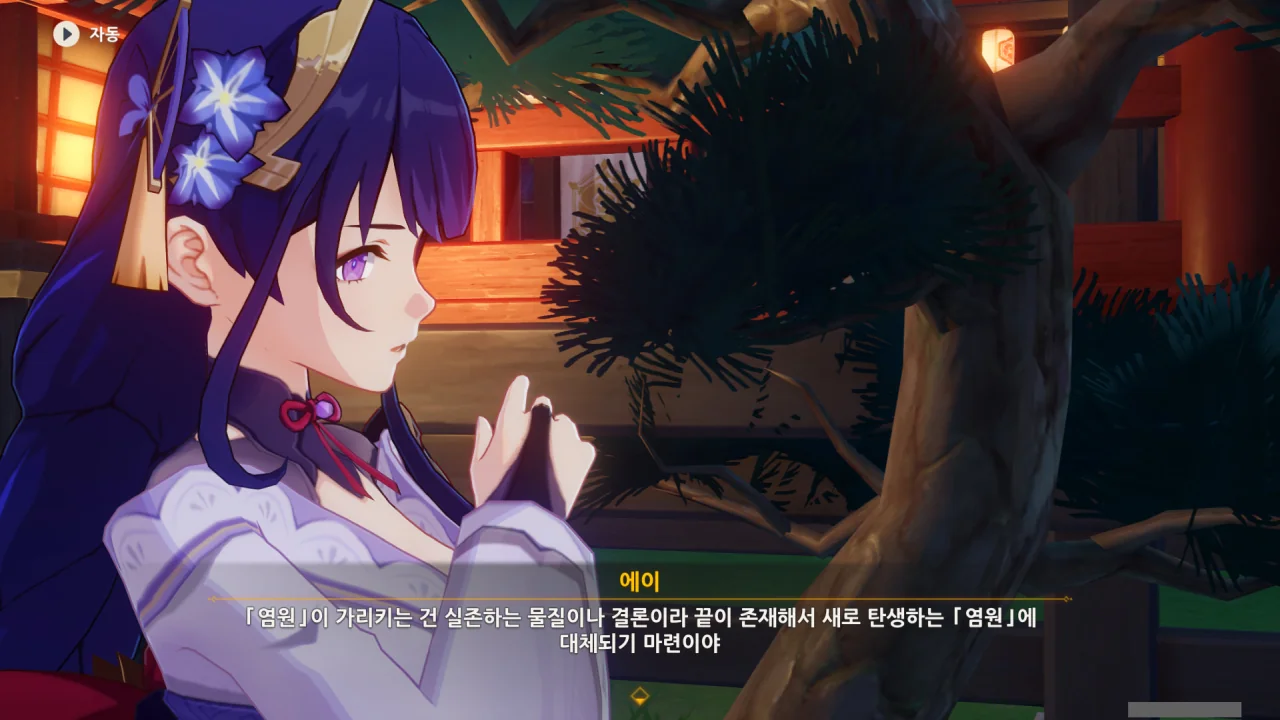 자동
에이
「염원」이 가리키는 건 실존하는 물질이나 결론이라 끝이 존재해서 새로 탄생하는 「염원」에
대체되기 마련이야